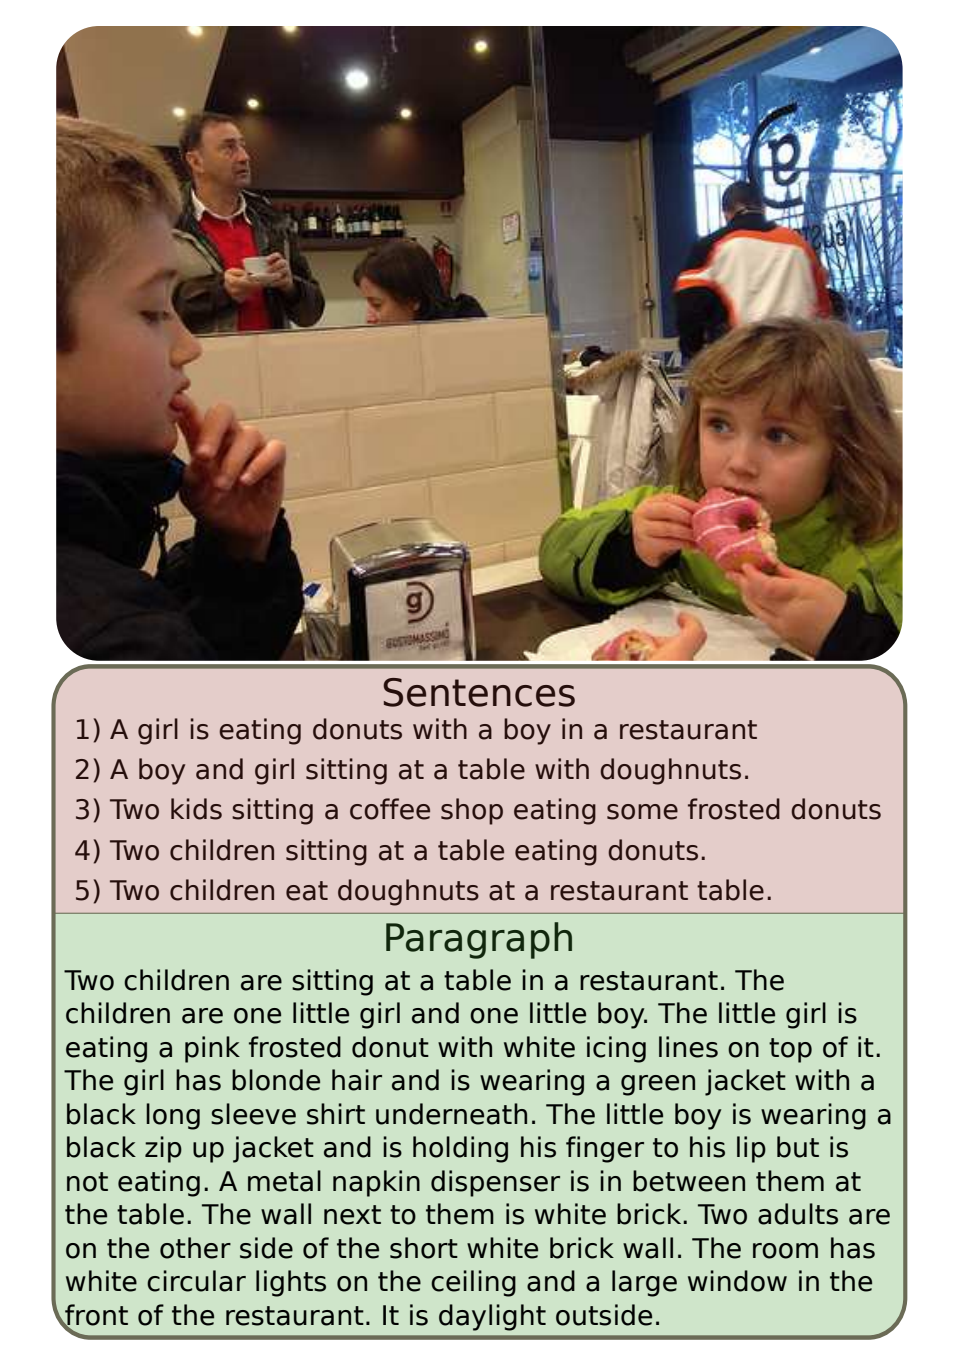 g
GUSTO
g
GUSTOMASSIMO
Sentences
1) A girl is eating donuts with a boy in a restaurant
2) A boy and girl sitting at a table with doughnuts.
3) Two kids sitting a coffee shop eating some frosted donuts
4) Two children sitting at a table eating donuts.
5) Two children eat doughnuts at a restaurant table.
Paragraph
Two children are sitting at a table in a restaurant. The
children are one little girl and one little boy. The little girl is
eating a pink frosted donut with white icing lines on top of it.
The girl has blonde hair and is wearing a green jacket with a
black long sleeve shirt underneath. The little boy is wearing a
black zip up jacket and is holding his finger to his lip but is
not eating. A metal napkin dispenser is in between them at
the table. The wall next to them is white brick. Two adults are
on the other side of the short white brick wall. The room has
white circular lights on the ceiling and a large window in the
front of the restaurant. It is daylight outside.